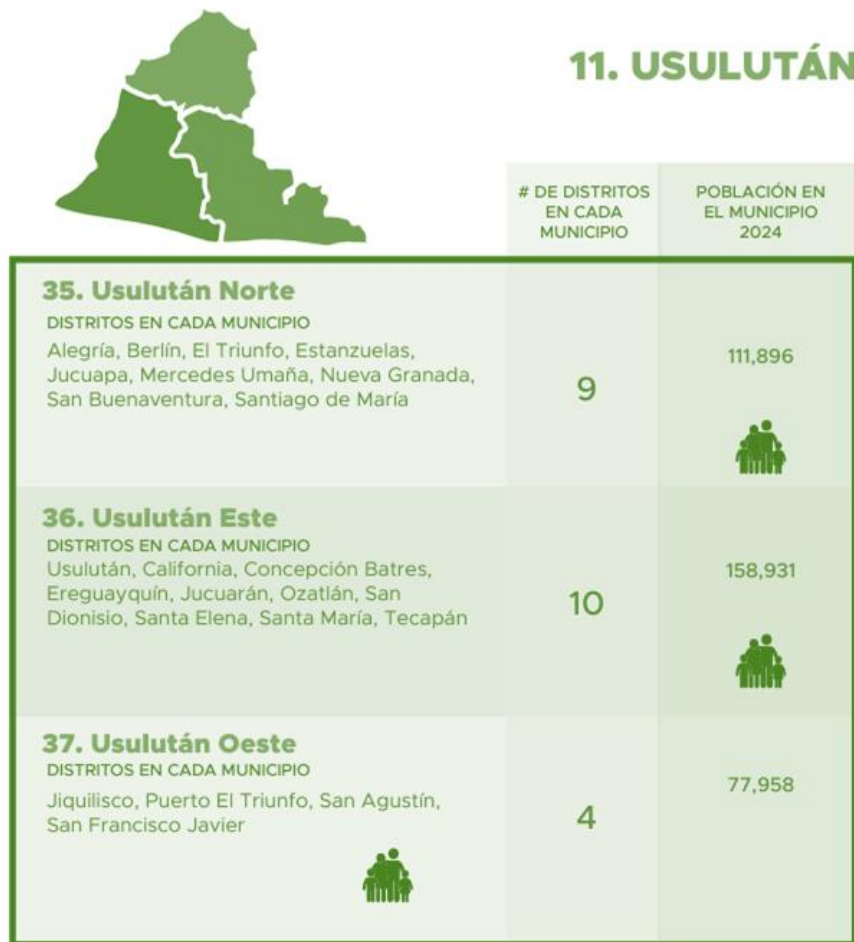 11. USULUTÁN
# DE DISTRITOS
EN CADA
MUNICIPIO
POBLACIÓN EN
EL MUNICIPIO
2024
35. Usulután Norte
DISTRITOS EN CADA MUNICIPIO
Alegría, Berlín, El Triunfo, Estanzuelas,
Jucuapa, Mercedes Umaña, Nueva Granada,
San Buenaventura, Santiago de María
9
111,896
36. Usulután Este
DISTRITOS EN CADA MUNICIPIO
Usulután, California, Concepción Batres,
Ereguayquín, Jucuarán, Ozatlán, San
Dionisio, Santa Elena, Santa María, Tecapán
10
158,931
37. Usulután Oeste
DISTRITOS EN CADA MUNICIPIO
Jiquilisco, Puerto El Triunfo, San Agustín,
San Francisco Javier
4
77,958